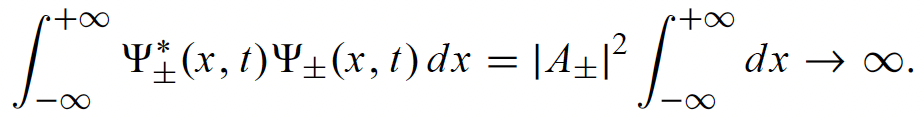 ∫_{−∞}^{+∞} Ψ*_±(x, t)Ψ_±(x, t) dx = |A_±|² ∫_{−∞}^{+∞} dx → ∞.